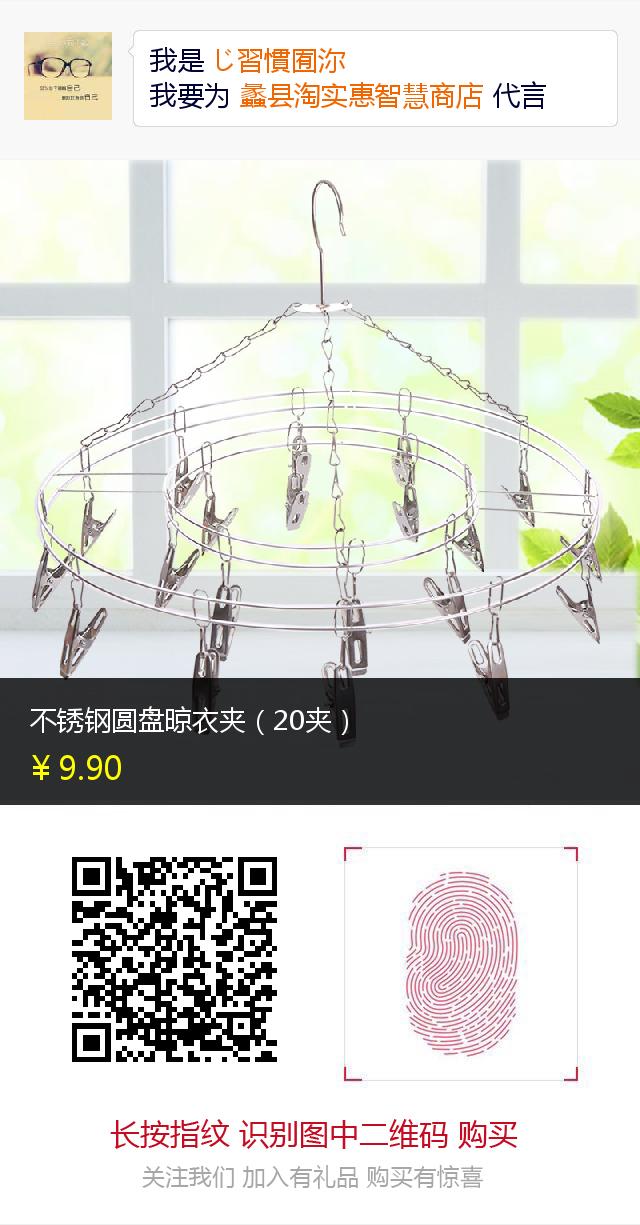 我是 じ習慣囿沵
我要为 蠡县淘实惠智慧商店 代言
不锈钢圆盘晾衣夹（20夹）
¥ 9.90
长按指纹 识别图中二维码 购买
关注我们 加入有礼品 购买有惊喜